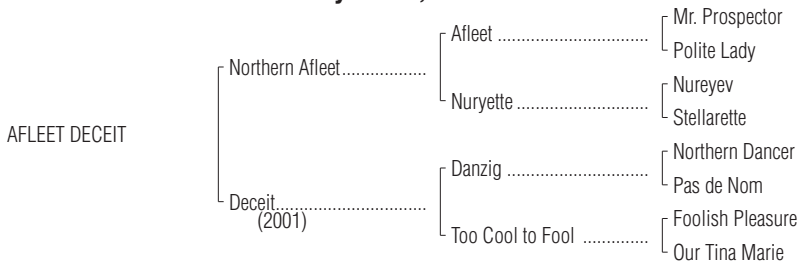 Mr. Prospector
Afleet ................................
Polite Lady
Northern Afleet..................
Nureyev
Nuryette ............................
Stellarette
AFLEET DECEIT
Northern Dancer
Danzig ..............................
Pas de Nom
Deceit................................
(2001)
Foolish Pleasure
Too Cool to Fool ..............
Our Tina Marie